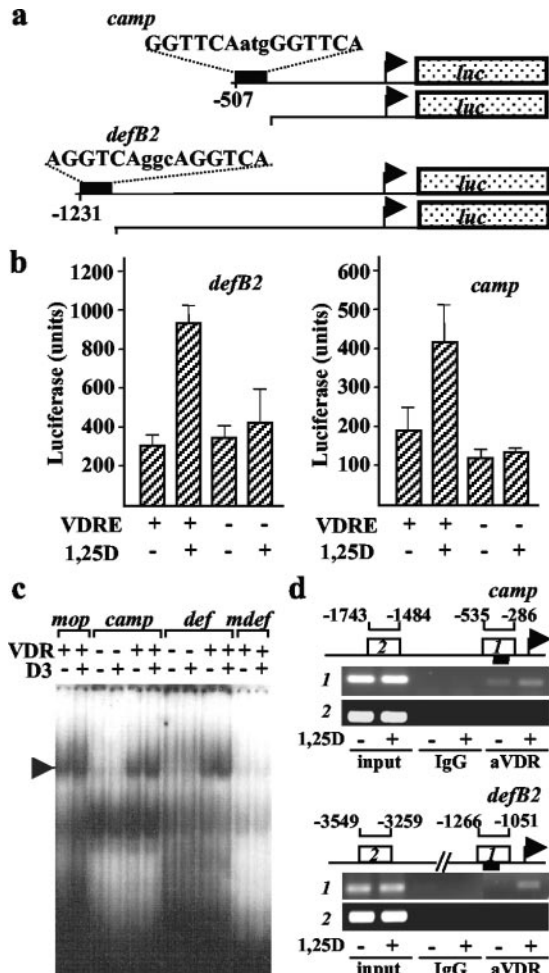 a
camp
GGTTCAatgGGTTCA
luc
-507
luc
defB2
AGGTCAggcAGGTCA
luc
-1231
luc
b
defB2
Luciferase (units)
1200
1000
800
600
400
200
VDRE + + - -
1,25D - + - +
camp
Luciferase (units)
600
500
400
300
200
100
VDRE + + - -
1,25D - + - +
c
mop camp def mdef
VDR ++ --++ --++ ++
D3 -+ -+-+ -+-+ -+
d
camp
-1743 -1484 -535 -286
2 1
1
2
1,25D - + - + - +
input IgG aVDR
defB2
-3549 -3259 -1266 -1051
2 // 1
1
2
1,25D - + - + - +
input IgG aVDR